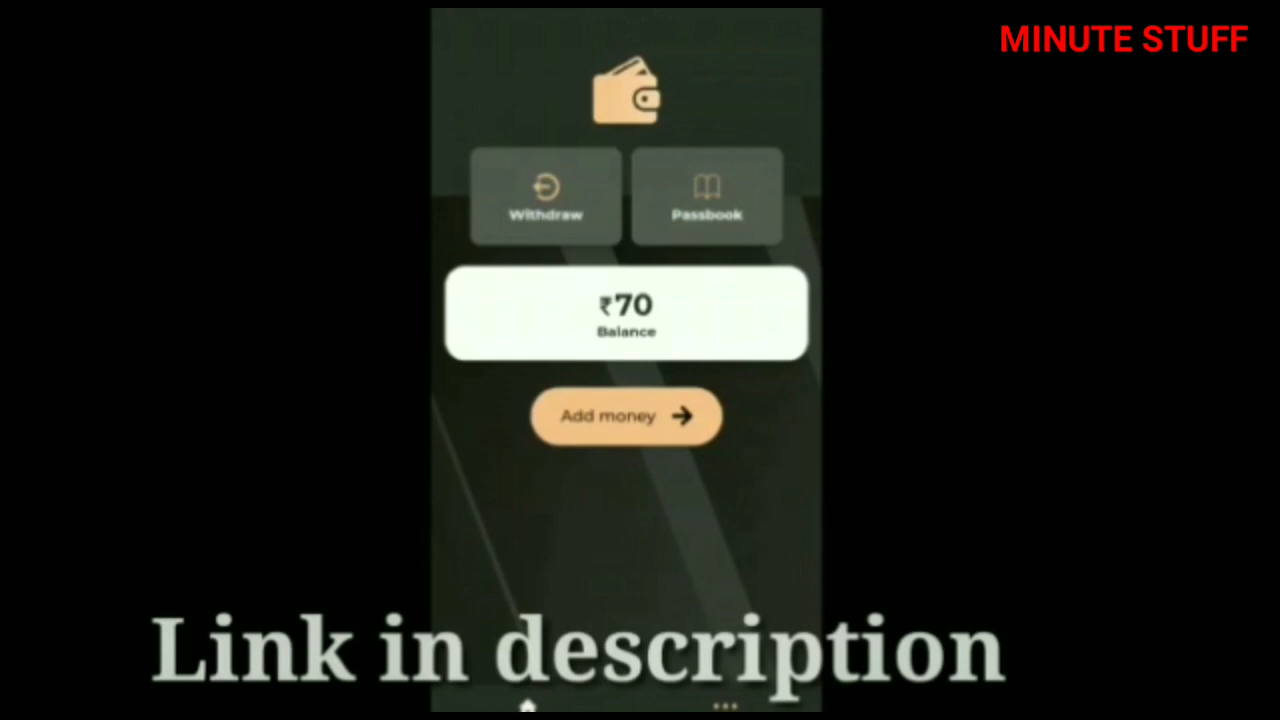 MINUTE STUFF
Withdraw
Passbook
₹70
Balance
Add money
Link in description